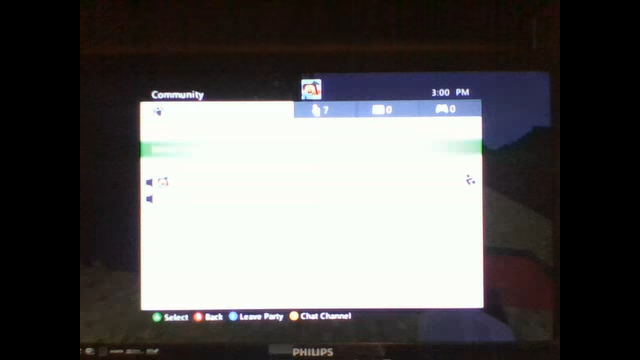 Community
3:00 PM
7 0 0
Select Back Leave Party Chat Channel
PHILIPS